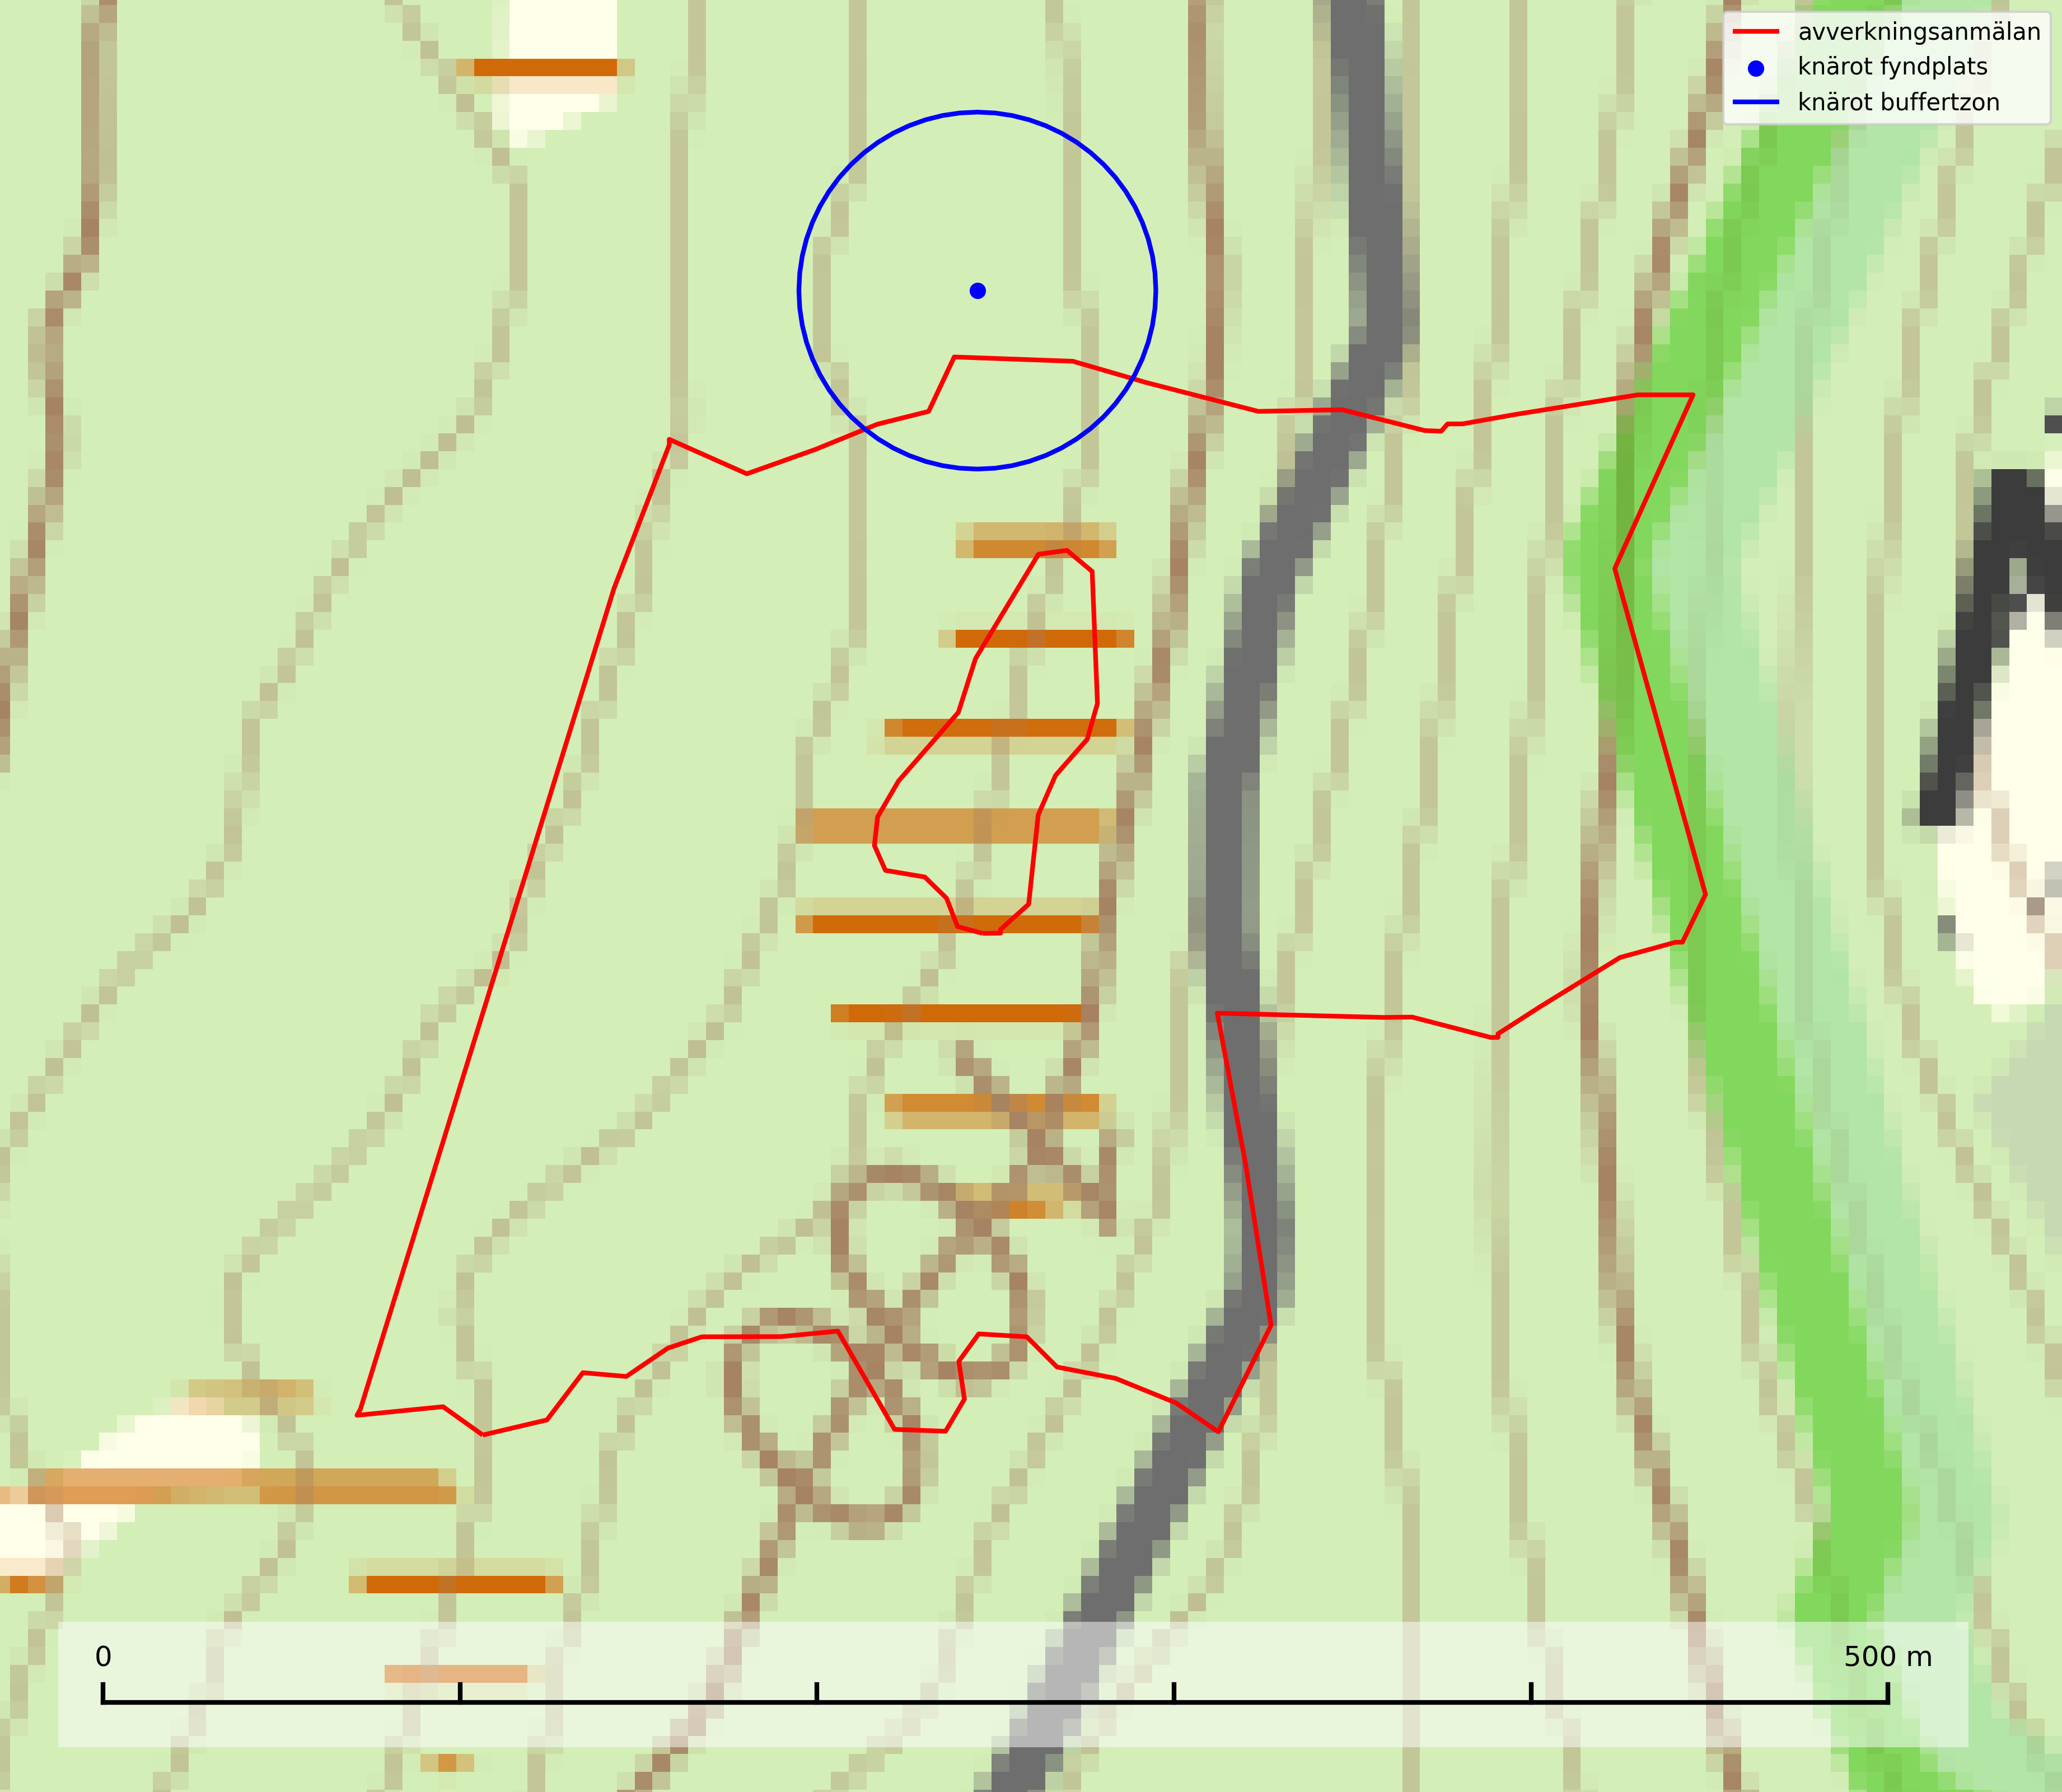 avverkningsanmälan
knärot fyndplats
knärot buffertzon
0
500 m